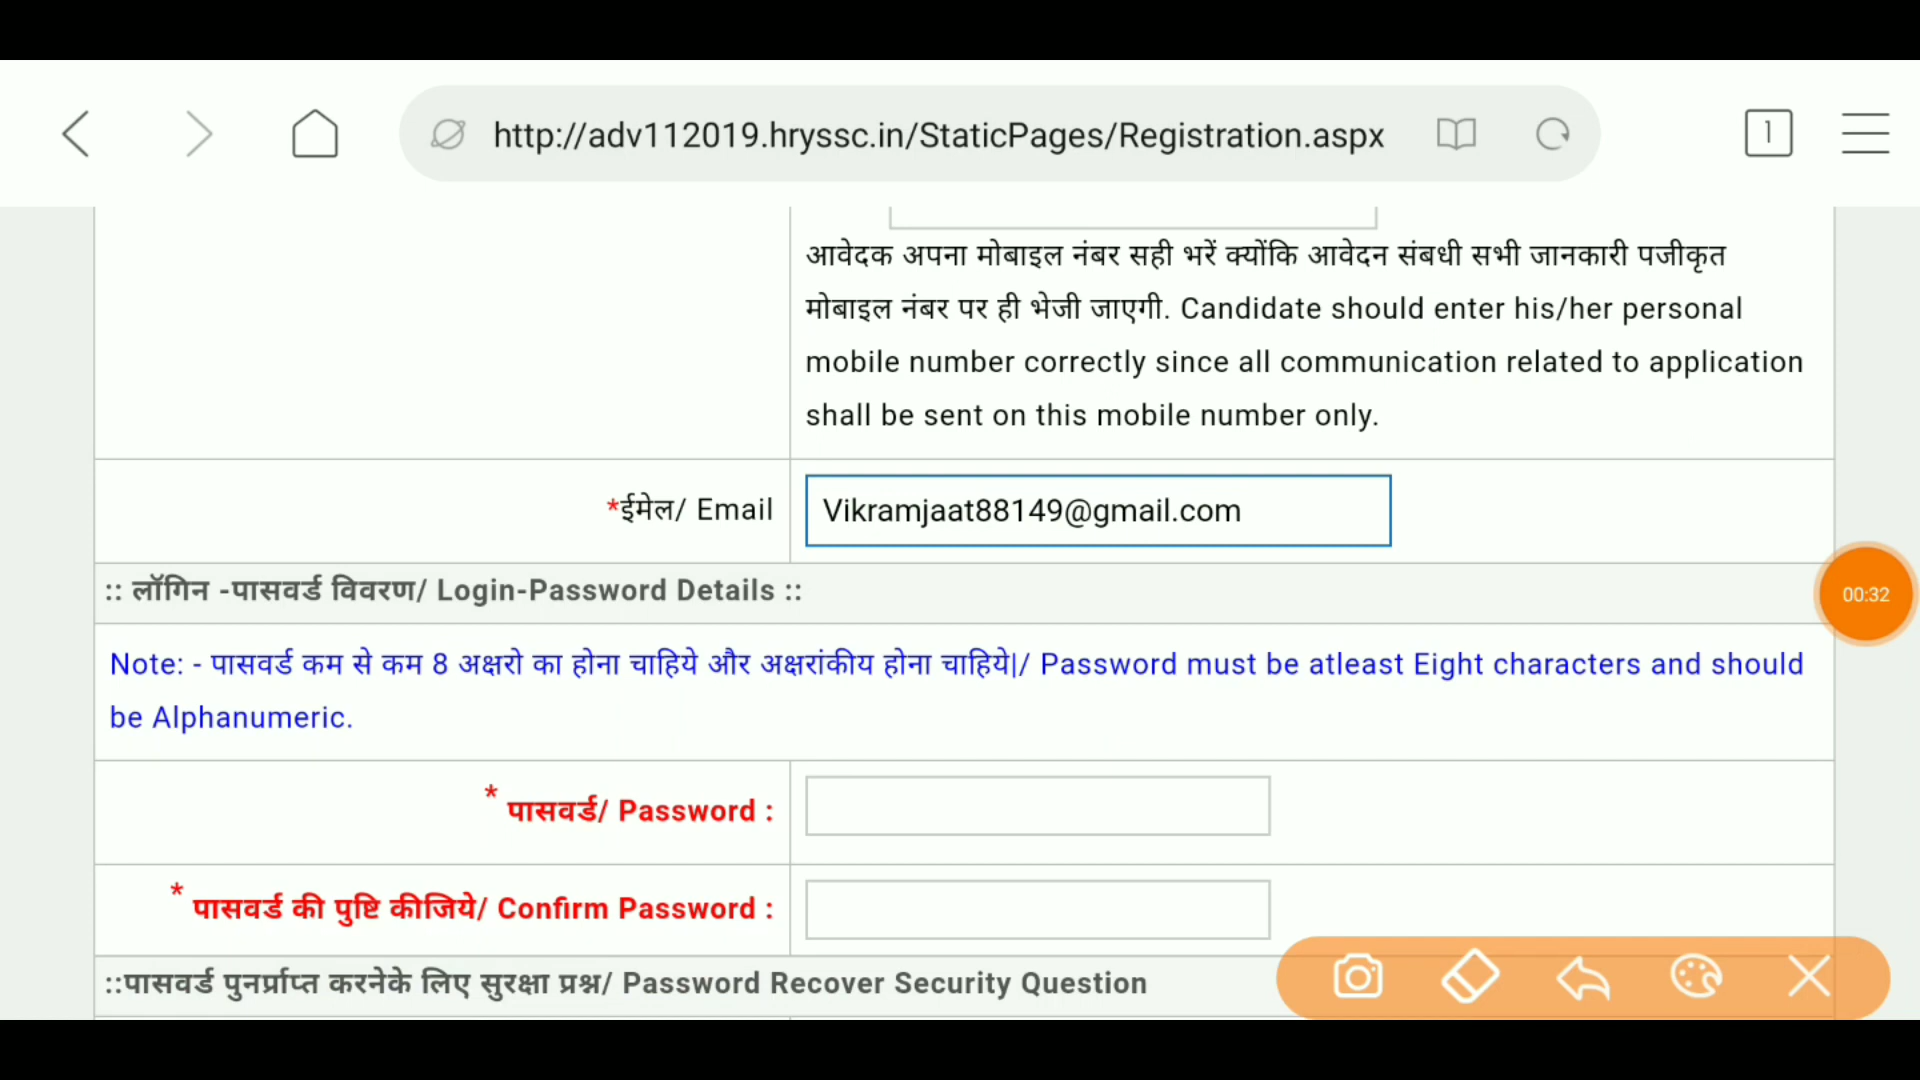 http://adv112019.hryssc.in/StaticPages/Registration.aspx
1
आवेदक अपना मोबाइल नंबर सही भरें क्योंकि आवेदन संबधी सभी जानकारी पजीकृत
मोबाइल नंबर पर ही भेजी जाएगी. Candidate should enter his/her personal
mobile number correctly since all communication related to application
shall be sent on this mobile number only.
*ईमेल/ Email
Vikramjaat88149@gmail.com
:: लॉगिन -पासवर्ड विवरण/ Login-Password Details ::
00:32
Note: - पासवर्ड कम से कम 8 अक्षरो का होना चाहिये और अक्षरांकीय होना चाहिये|/ Password must be atleast Eight characters and should
be Alphanumeric.
* पासवर्ड/ Password :
* पासवर्ड की पुष्टि कीजिये/ Confirm Password :
::पासवर्ड पुनर्प्राप्त करनेके लिए सुरक्षा प्रश्न/ Password Recover Security Question